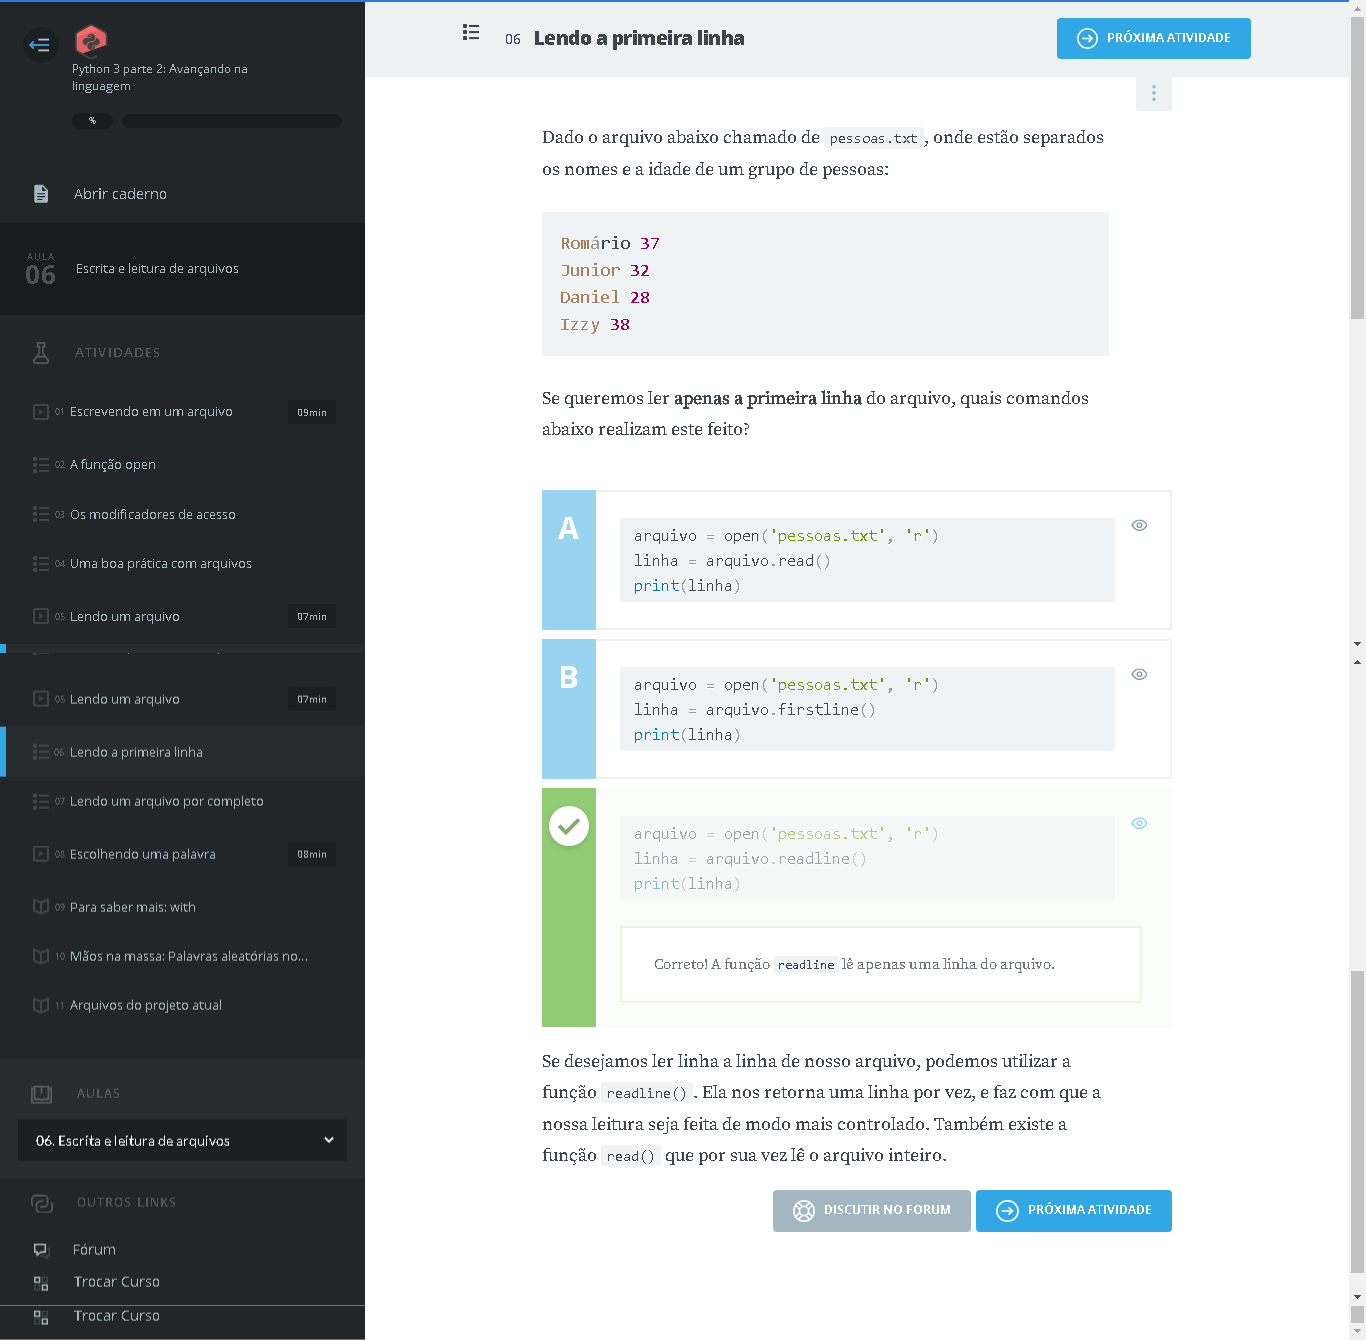 Python 3 parte 2: Avançando na
linguagem
%
Abrir caderno
AULA
06
Escrita e leitura de arquivos
ATIVIDADES
01 Escrevendo em um arquivo 09min
02 A função open
03 Os modificadores de acesso
04 Uma boa prática com arquivos
05 Lendo um arquivo 07min
05 Lendo um arquivo 07min
06 Lendo a primeira linha
07 Lendo um arquivo por completo
08 Escolhendo uma palavra 08min
09 Para saber mais: with
10 Mãos na massa: Palavras aleatórias no...
11 Arquivos do projeto atual
AULAS
06. Escrita e leitura de arquivos
OUTROS LINKS
Fórum
Trocar Curso
Trocar Curso
06 Lendo a primeira linha
PRÓXIMA ATIVIDADE
Dado o arquivo abaixo chamado de pessoas.txt , onde estão separados
os nomes e a idade de um grupo de pessoas:
Romário 37
Junior 32
Daniel 28
Izzy 38
Se queremos ler apenas a primeira linha do arquivo, quais comandos
abaixo realizam este feito?
A
arquivo = open('pessoas.txt', 'r')
linha = arquivo.read()
print(linha)
B
arquivo = open('pessoas.txt', 'r')
linha = arquivo.firstline()
print(linha)
arquivo = open('pessoas.txt', 'r')
linha = arquivo.readline()
print(linha)
Correto! A função readline lê apenas uma linha do arquivo.
Se desejamos ler linha a linha de nosso arquivo, podemos utilizar a
função readline() . Ela nos retorna uma linha por vez, e faz com que a
nossa leitura seja feita de modo mais controlado. Também existe a
função read() que por sua vez lê o arquivo inteiro.
DISCUTIR NO FORUM
PRÓXIMA ATIVIDADE